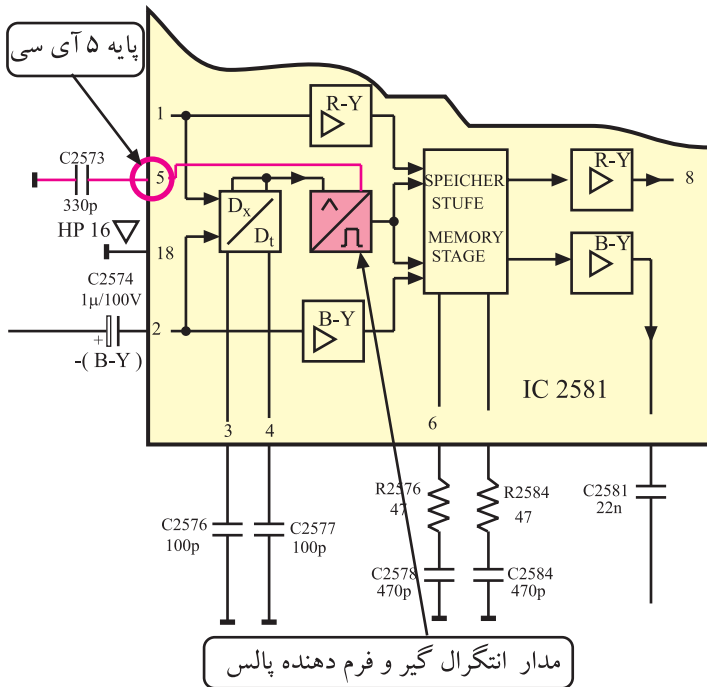 پایه ۵ آی سی
1
R-Y
C2573
330p
5
SPEICHER
STUFE
MEMORY
STAGE
R-Y
8
Dx
Dt
HP 16
18
C2574
1µ/100V
+
-( B-Y )
2
B-Y
B-Y
IC 2581
3
4
6
C2576
100p
C2577
100p
R2576
47
R2584
47
C2581
22n
C2578
470p
C2584
470p
مدار انتگرال گیر و فرم دهنده پالس